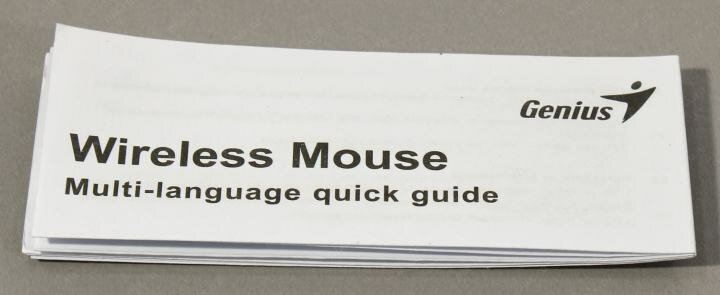 Genius
Wireless Mouse
Multi-language quick guide